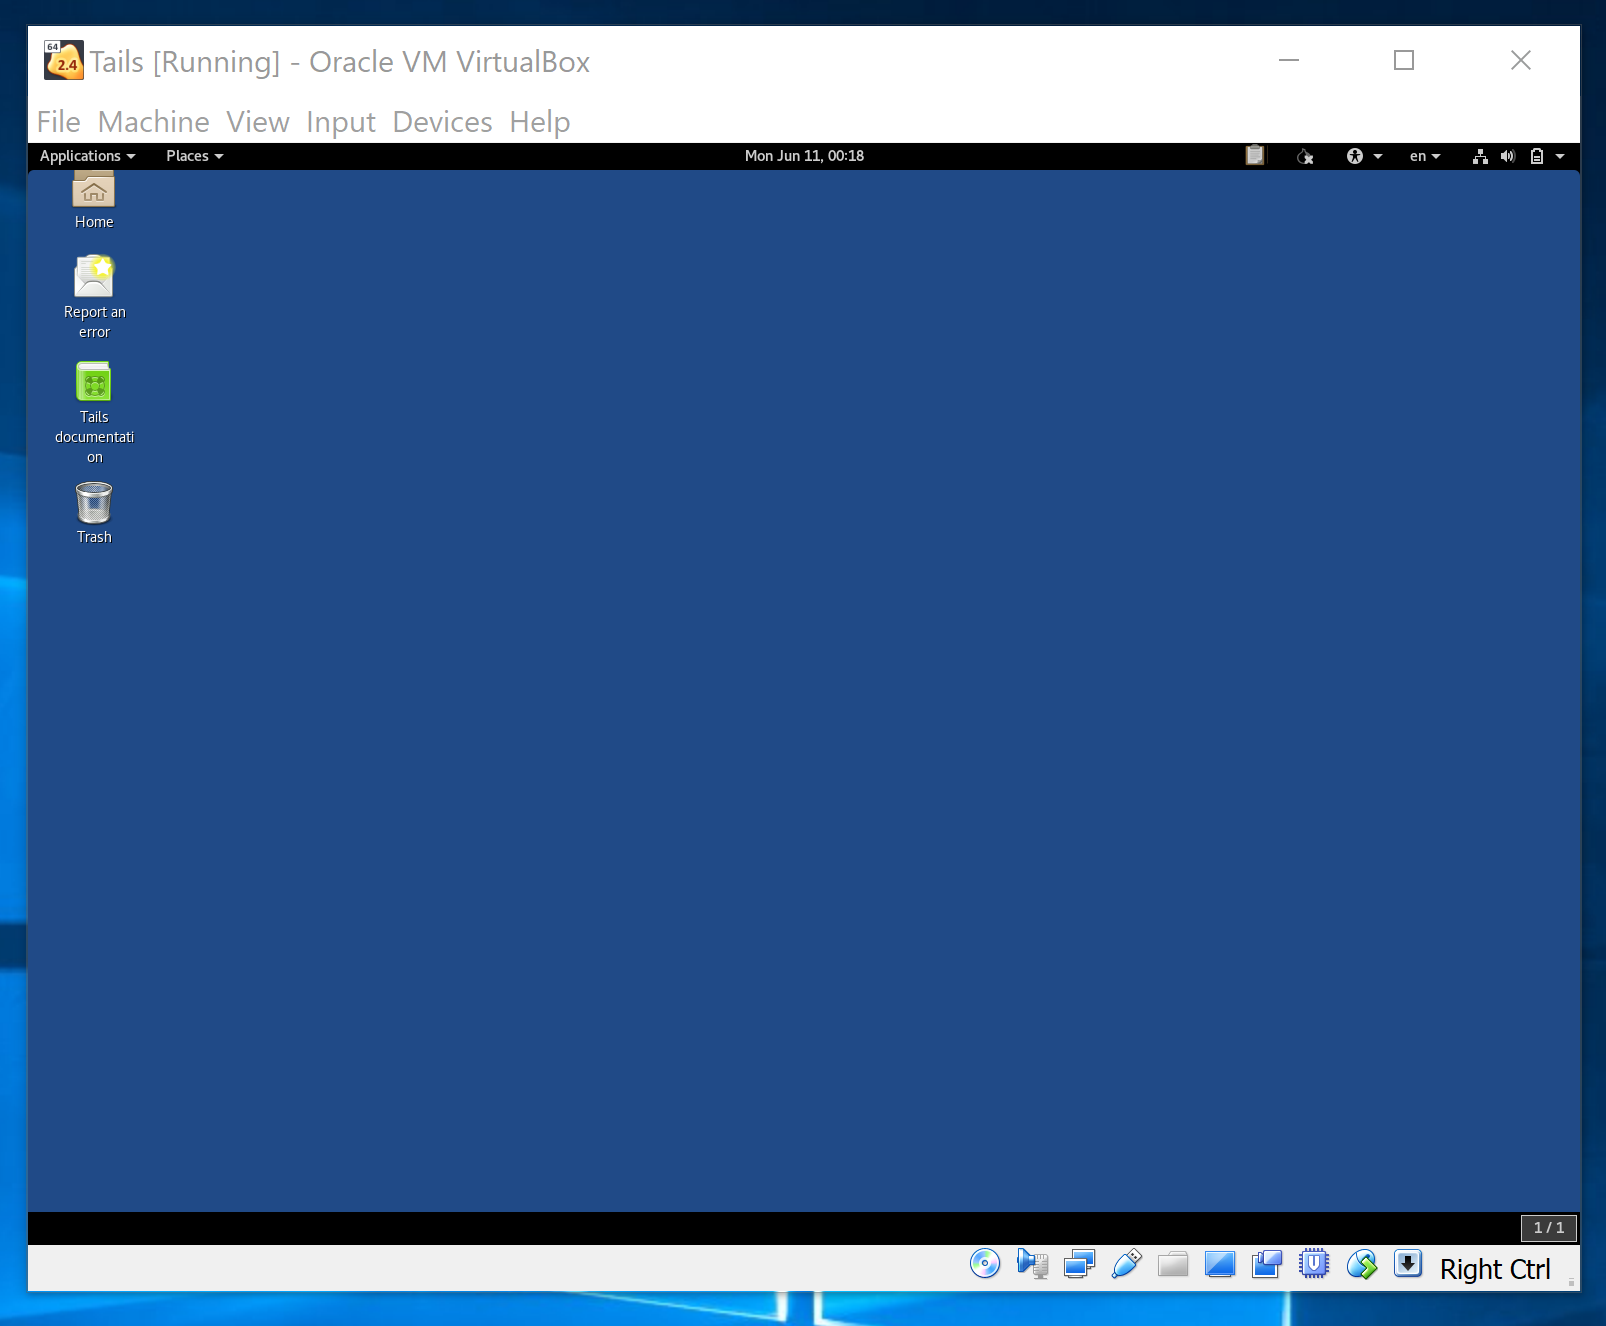 64
2.4
Tails [Running] - Oracle VM VirtualBox
File Machine View Input Devices Help
Applications Places Mon Jun 11, 00:18 en
Home
Report an
error
Tails
documentati
on
Trash
1 / 1
U
Right Ctrl